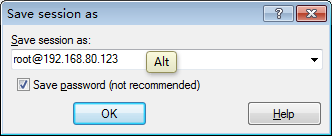 Save session as
Save session as:
root@192.168.80.123
Alt
Save password (not recommended)
OK
Help